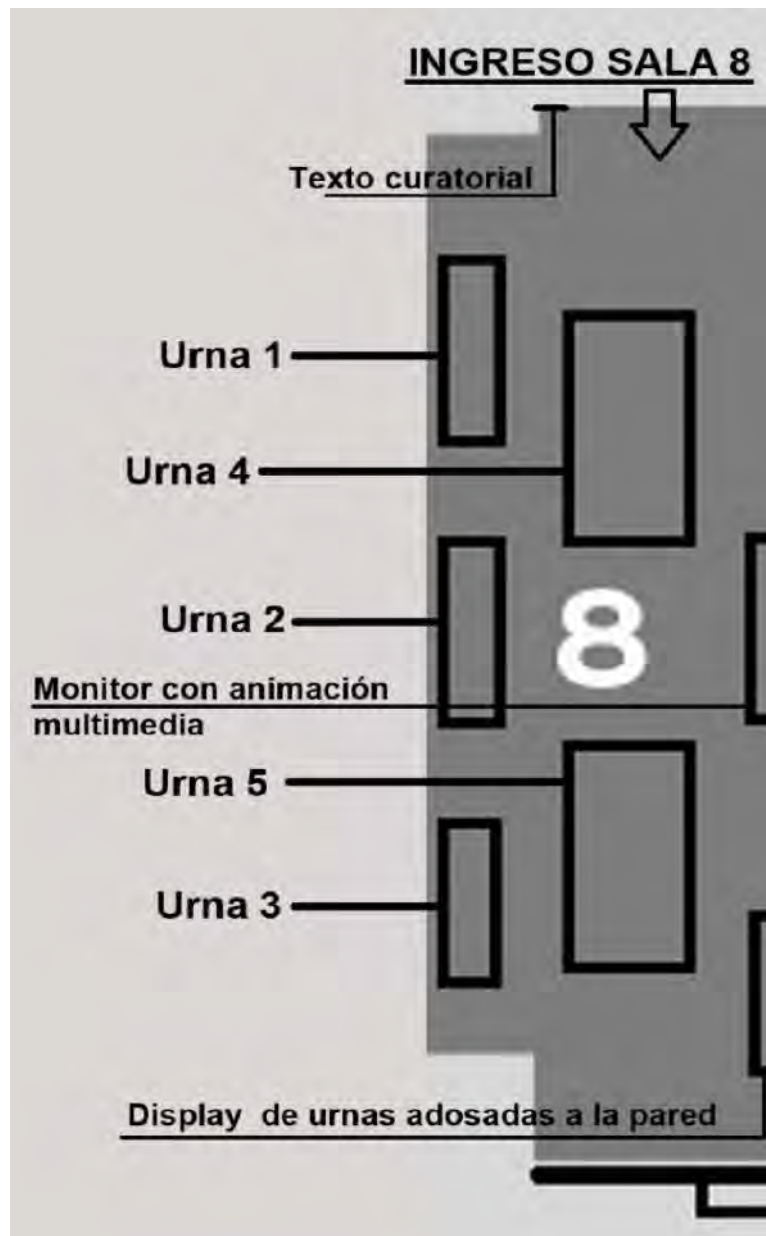 INGRESO SALA 8
Texto curatorial
Urna 1
Urna 4
Urna 2
8
Monitor con animación
multimedia
Urna 5
Urna 3
Display de urnas adosadas a la pared